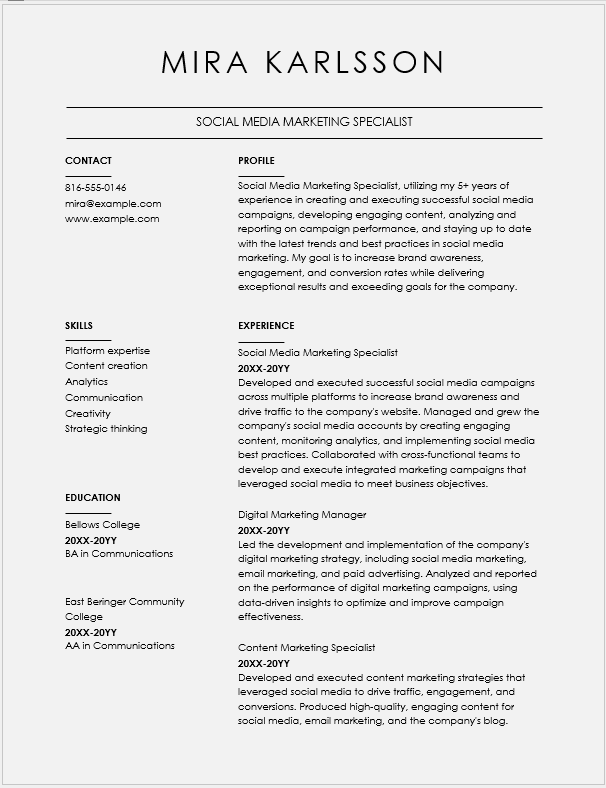 MIRA KARLSSON
SOCIAL MEDIA MARKETING SPECIALIST
CONTACT
816-555-0146
mira@example.com
www.example.com
SKILLS
Platform expertise
Content creation
Analytics
Communication
Creativity
Strategic thinking
EDUCATION
Bellows College
20XX-20YY
BA in Communications
East Beringer Community
College
20XX-20YY
AA in Communications
PROFILE
Social Media Marketing Specialist, utilizing my 5+ years of
experience in creating and executing successful social media
campaigns, developing engaging content, analyzing and
reporting on campaign performance, and staying up to date
with the latest trends and best practices in social media
marketing. My goal is to increase brand awareness,
engagement, and conversion rates while delivering
exceptional results and exceeding goals for the company.
EXPERIENCE
Social Media Marketing Specialist
20XX-20YY
Developed and executed successful social media campaigns
across multiple platforms to increase brand awareness and
drive traffic to the company's website. Managed and grew the
company's social media accounts by creating engaging
content, monitoring analytics, and implementing social media
best practices. Collaborated with cross-functional teams to
develop and execute integrated marketing campaigns that
leveraged social media to meet business objectives.
Digital Marketing Manager
20XX-20YY
Led the development and implementation of the company's
digital marketing strategy, including social media marketing,
email marketing, and paid advertising. Analyzed and reported
on the performance of digital marketing campaigns, using
data-driven insights to optimize and improve campaign
effectiveness.
Content Marketing Specialist
20XX-20YY
Developed and executed content marketing strategies that
leveraged social media to drive traffic, engagement, and
conversions. Produced high-quality, engaging content for
social media, email marketing, and the company's blog.